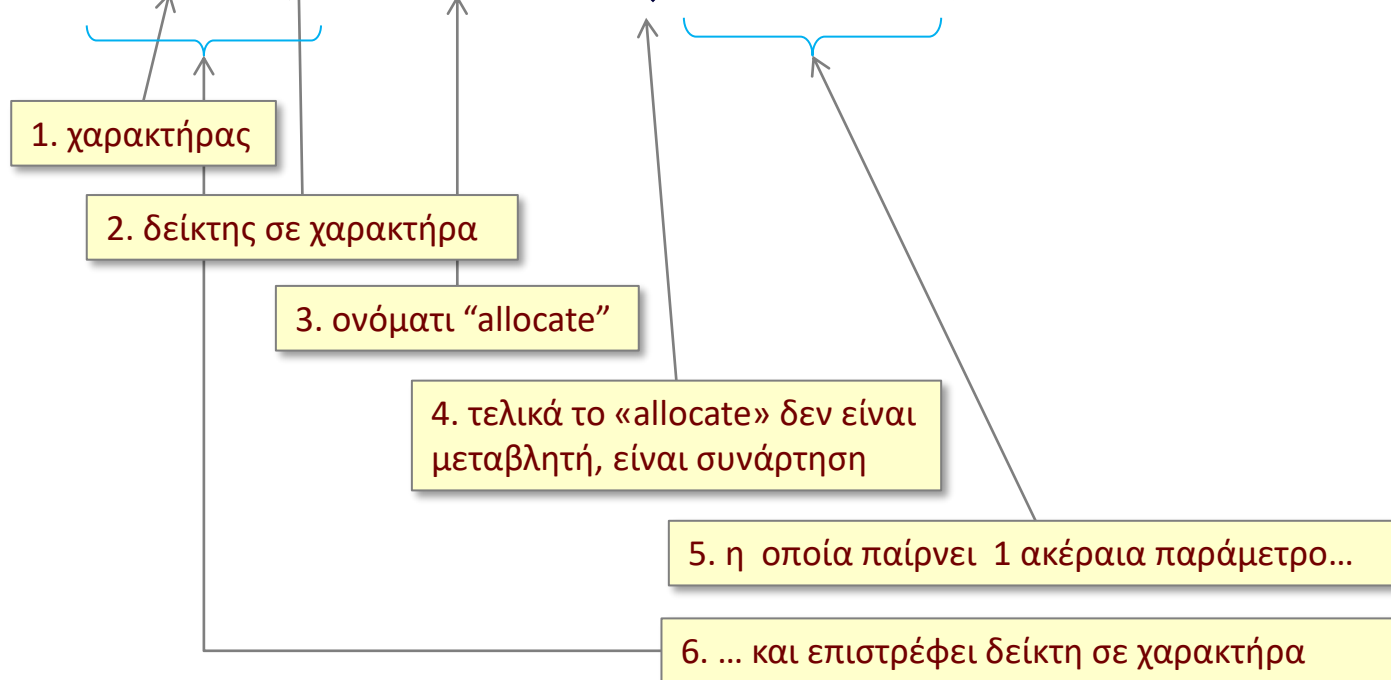 1. χαρακτήρας
2. δείκτης σε χαρακτήρα
3. ονόματι “allocate”
4. τελικά το «allocate» δεν είναι
μεταβλητή, είναι συνάρτηση
5. η οποία παίρνει 1 ακέραια παράμετρο…
6. … και επιστρέφει δείκτη σε χαρακτήρα